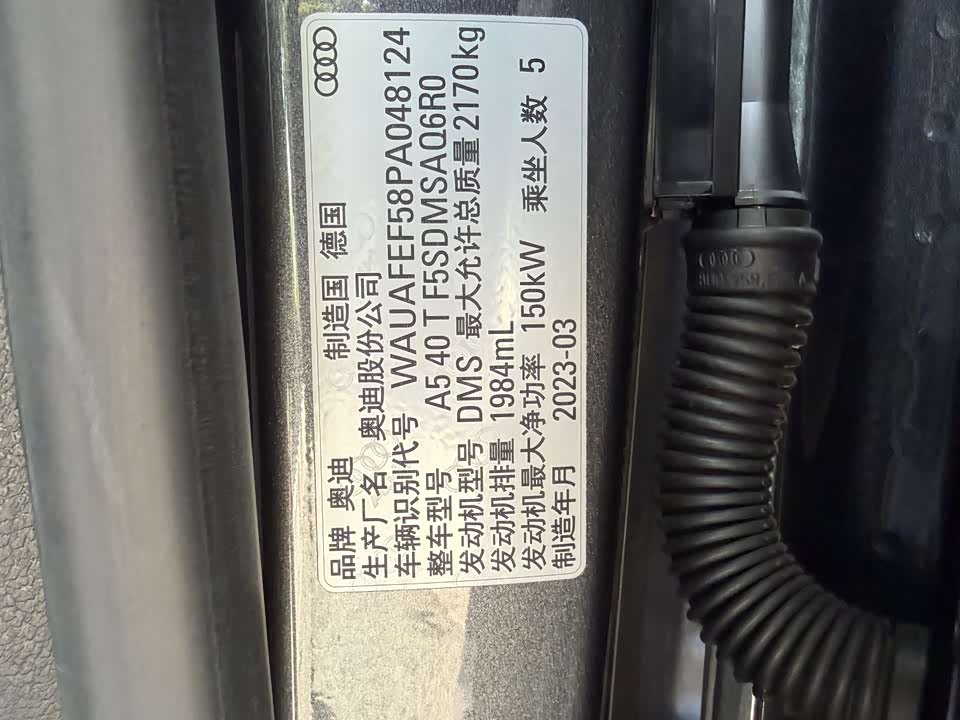 品牌 奥迪 制造国 德国
生产厂名 奥迪股份公司
车辆识别代号 WAUAFEF58PA048124
整车型号 A5 40 T F5SDMSAQ6R0
发动机型号 DMS 最大允许总质量 2170kg
发动机排量 1984mL
发动机最大净功率 150kW 乘坐人数 5
制造年月 2023-03